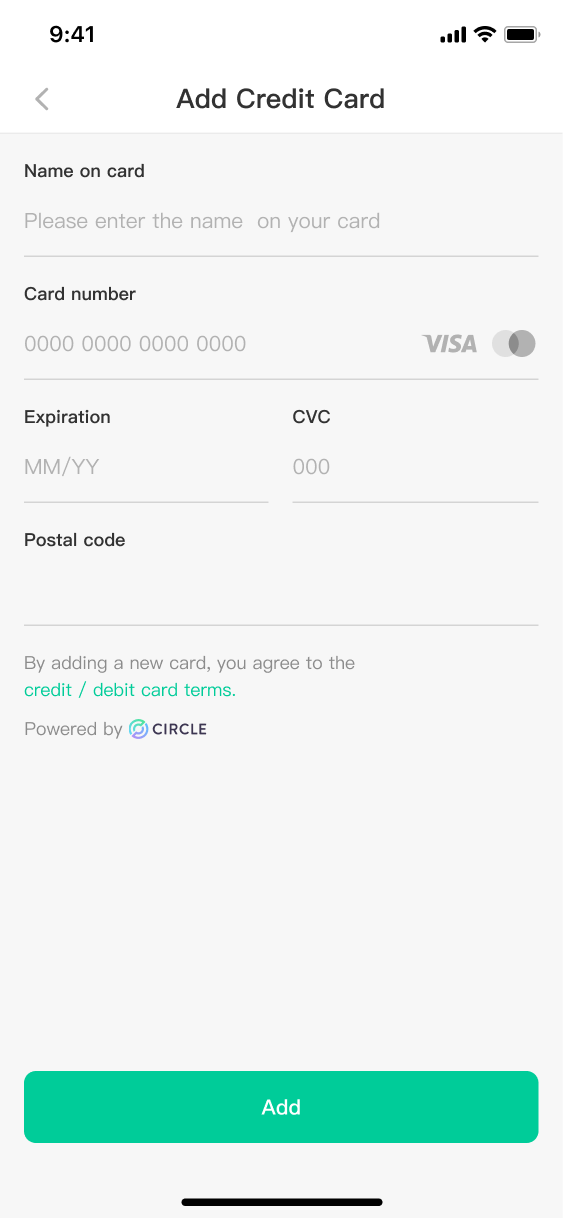 9:41
Add Credit Card
Name on card
Please enter the name  on your card
Card number
0000 0000 0000 0000 VISA
Expiration CVC
MM/YY 000
Postal code
By adding a new card, you agree to the
credit / debit card terms.
Powered by CIRCLE
Add